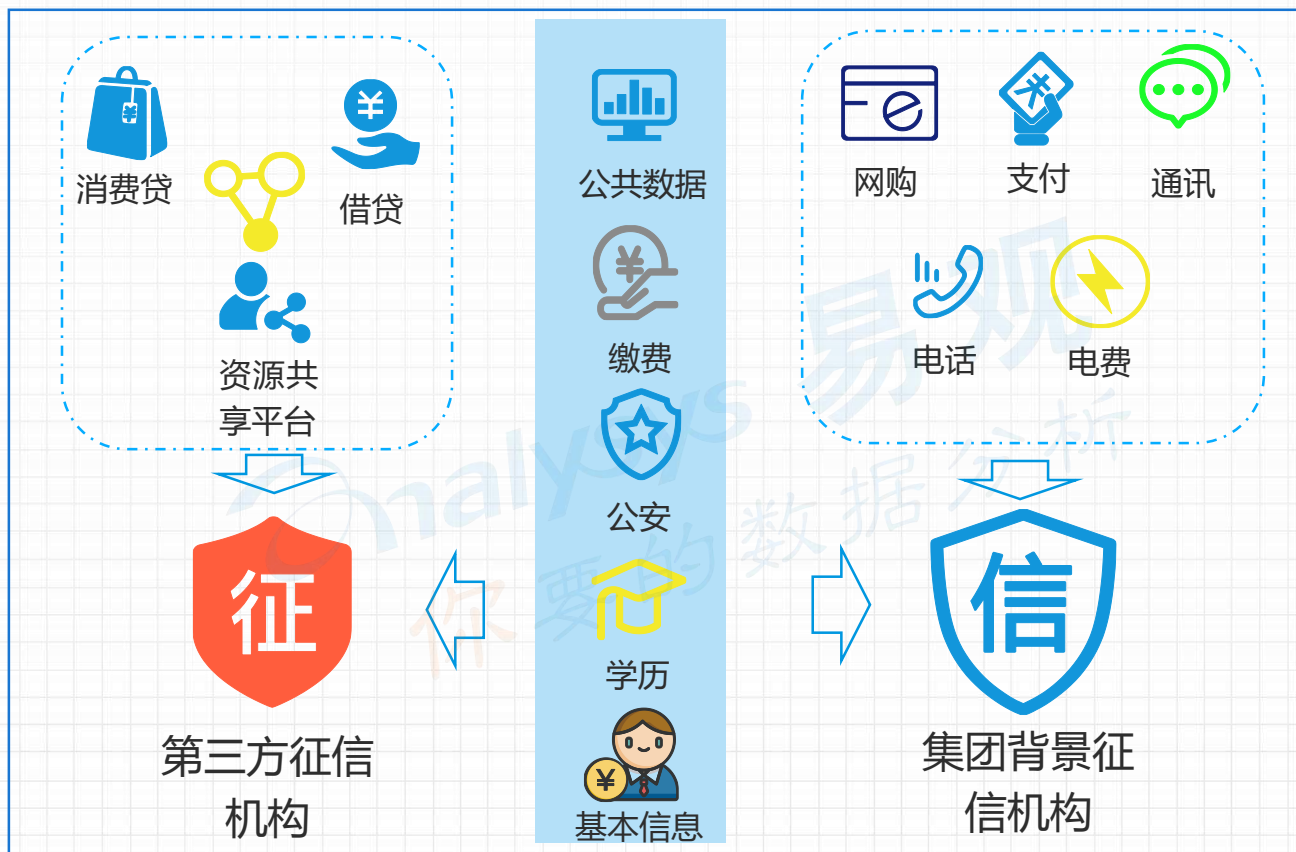 消费贷
借贷
资源共
享平台
征
第三方征信
机构
公共数据
缴费
公安
学历
基本信息
网购
支付
通讯
电话
电费
信
集团背景征
信机构
analysys 易观
你要的数据分析